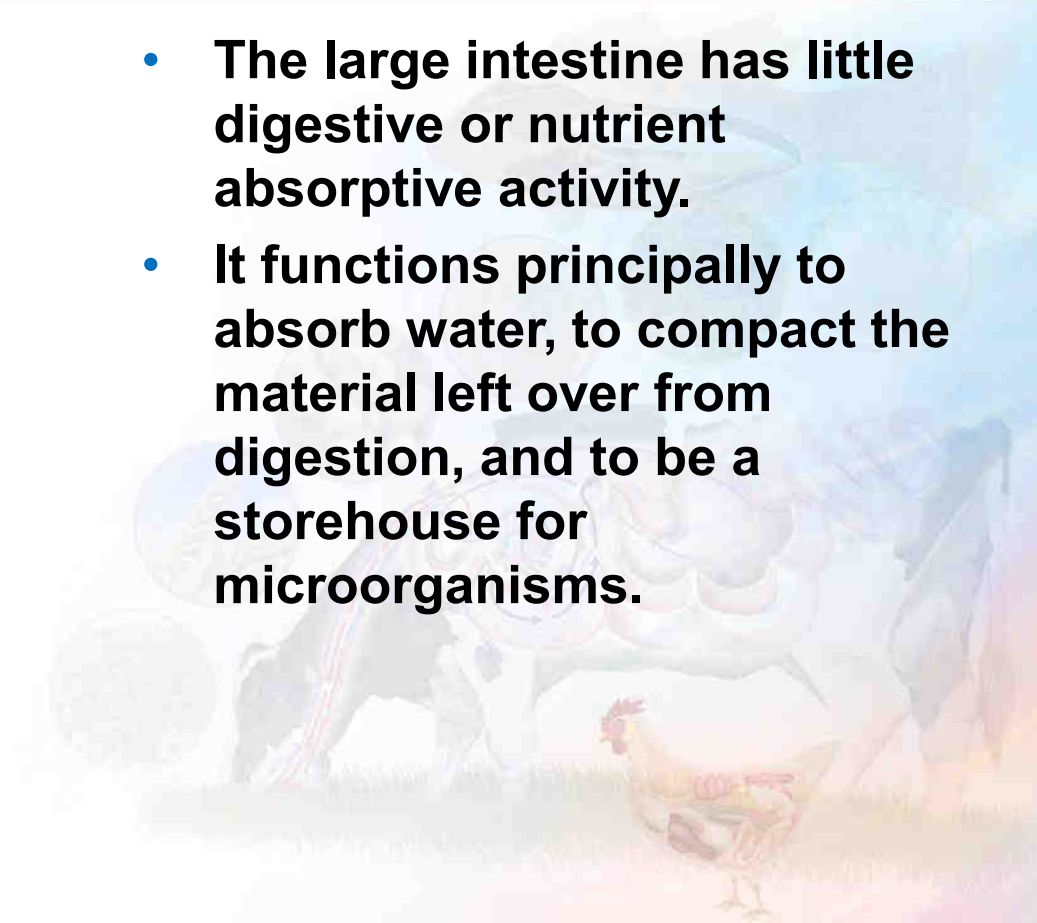 • The large intestine has little
digestive or nutrient
absorptive activity.
• It functions principally to
absorb water, to compact the
material left over from
digestion, and to be a
storehouse for
microorganisms.